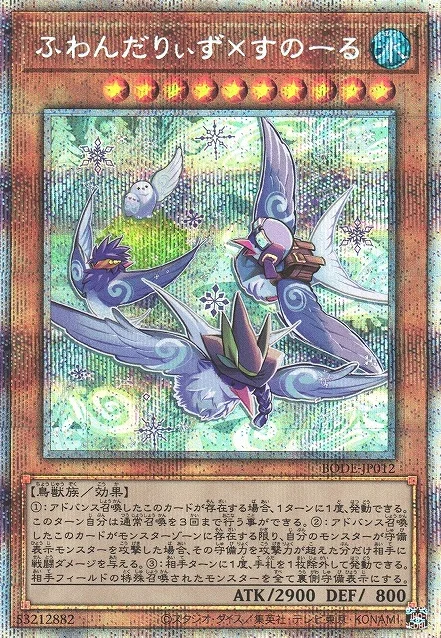 ふわんだりぃず×すのーる
水
BODE-JP012
【鳥獣族／効果】
①:アドバンス召喚したこのカードが存在する場合、1ターンに1度、発動できる。
このターン自分は通常召喚を3回まで行う事ができる。②:アドバンス召喚
したこのカードがモンスターゾーンに存在する限り、自分のモンスターが守備
表示モンスターを攻撃した場合、その守備力を攻撃力が超えた分だけ相手に
戦闘ダメージを与える。③:相手ターンに1度、手札を1枚除外して発動できる。
相手フィールドの特殊召喚されたモンスターを全て裏側守備表示にする。
ATK/2900 DEF/ 800
53212882
©スタジオ・ダイス/集英社・テレビ東京・KONAMI